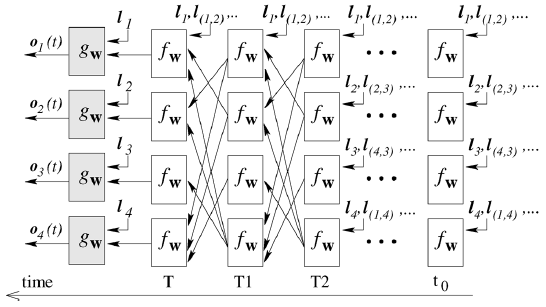 l1 l1,l(1,2),... l1,l(1,2),... l1,l(1,2),... l1,l(1,2),...
o1(t) gw fw fw fw ... fw
l2 l2,l(2,3),... l2,l(2,3),...
o2(t) gw fw fw fw ... fw
l3 l3,l(4,3),... l3,l(4,3),...
o3(t) gw fw fw fw ... fw
l4 l4,l(1,4),... l4,l(1,4),...
o4(t) gw fw fw fw ... fw
time T T1 T2 t0